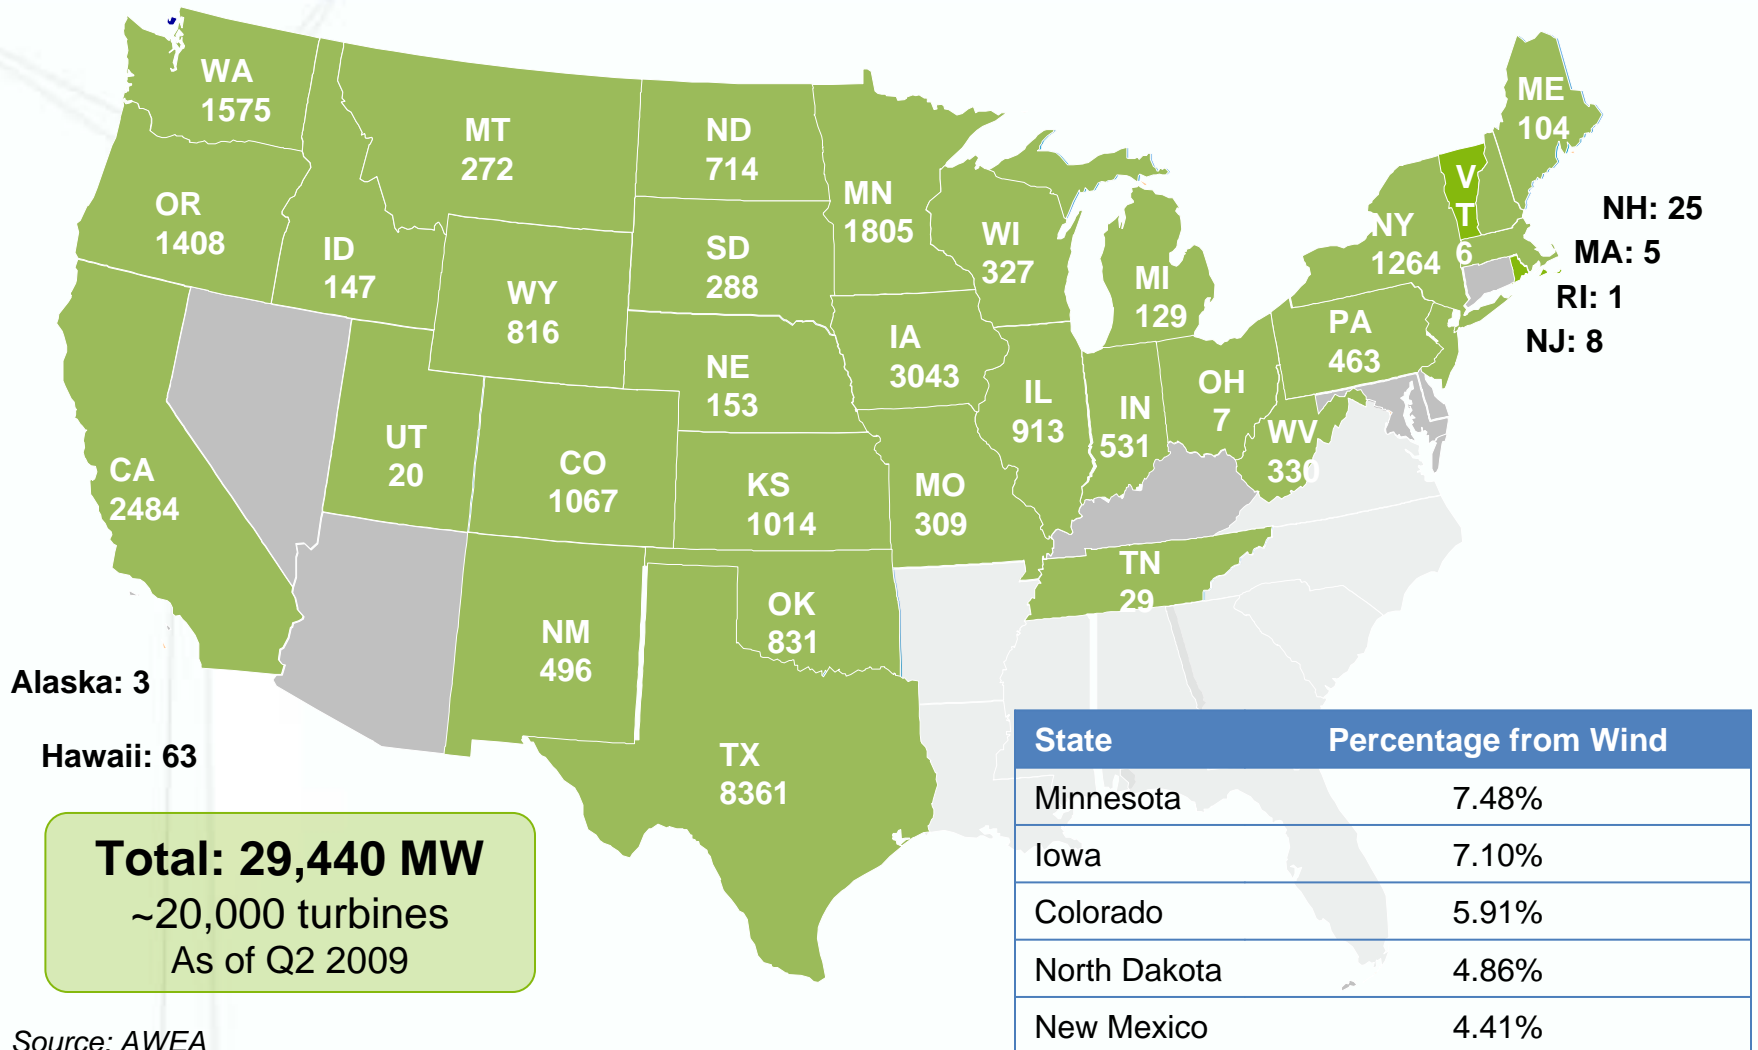 WA
1575
MT
272
ND
714
ME
104
OR
1408
ID
147
MN
1805
WI
327
V
T
6
NY
1264
NH: 25
MA: 5
RI: 1
NJ: 8
SD
288
WY
816
MI
129
PA
463
IA
3043
NE
153
IL
913
IN
531
OH
7
WV
330
CA
2484
UT
20
CO
1067
KS
1014
MO
309
TN
29
NM
496
OK
831
TX
8361
Alaska: 3
Hawaii: 63
Total: 29,440 MW
~20,000 turbines
As of Q2 2009
Source: AWEA
State Percentage from Wind
Minnesota 7.48%
Iowa 7.10%
Colorado 5.91%
North Dakota 4.86%
New Mexico 4.41%